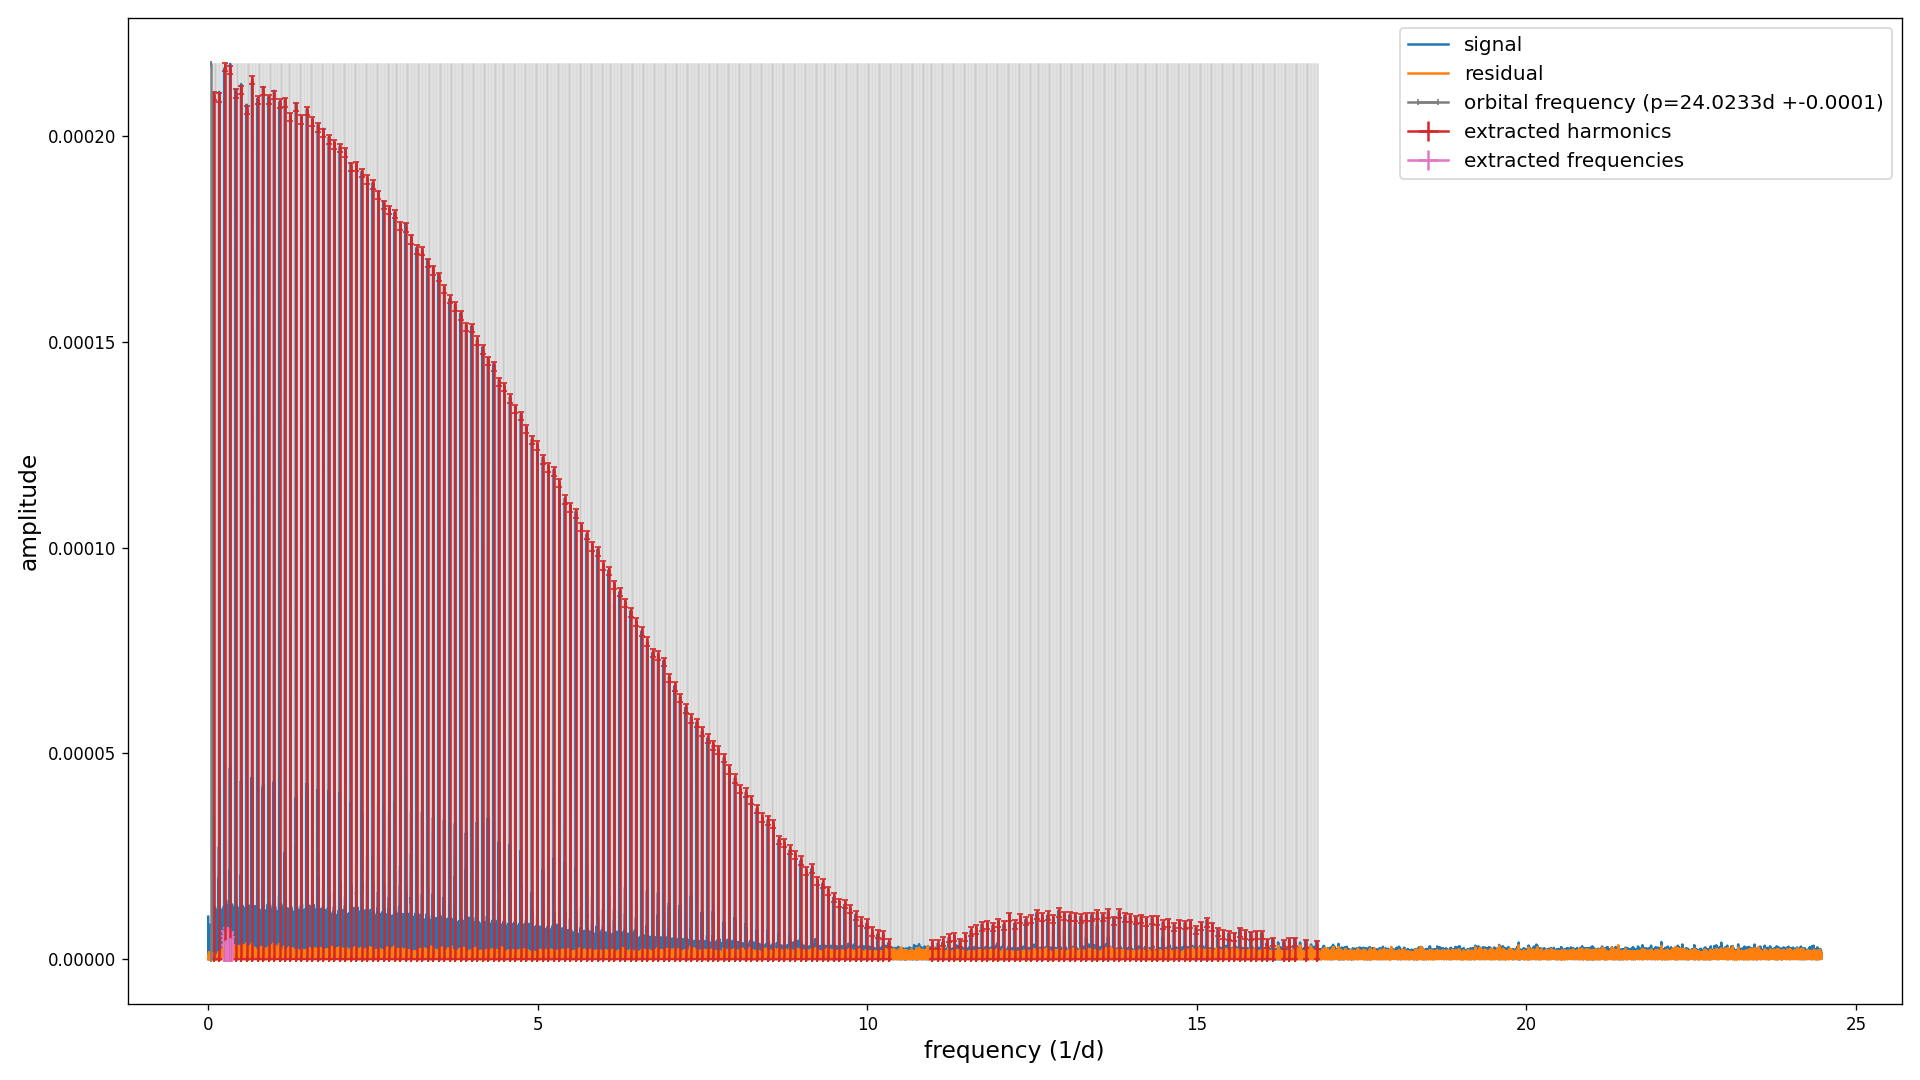 signal
residual
orbital frequency (p=24.0233d +-0.0001)
extracted harmonics
extracted frequencies
amplitude
0.00020
0.00015
0.00010
0.00005
0.00000
0 5 10 15 20 25
frequency (1/d)